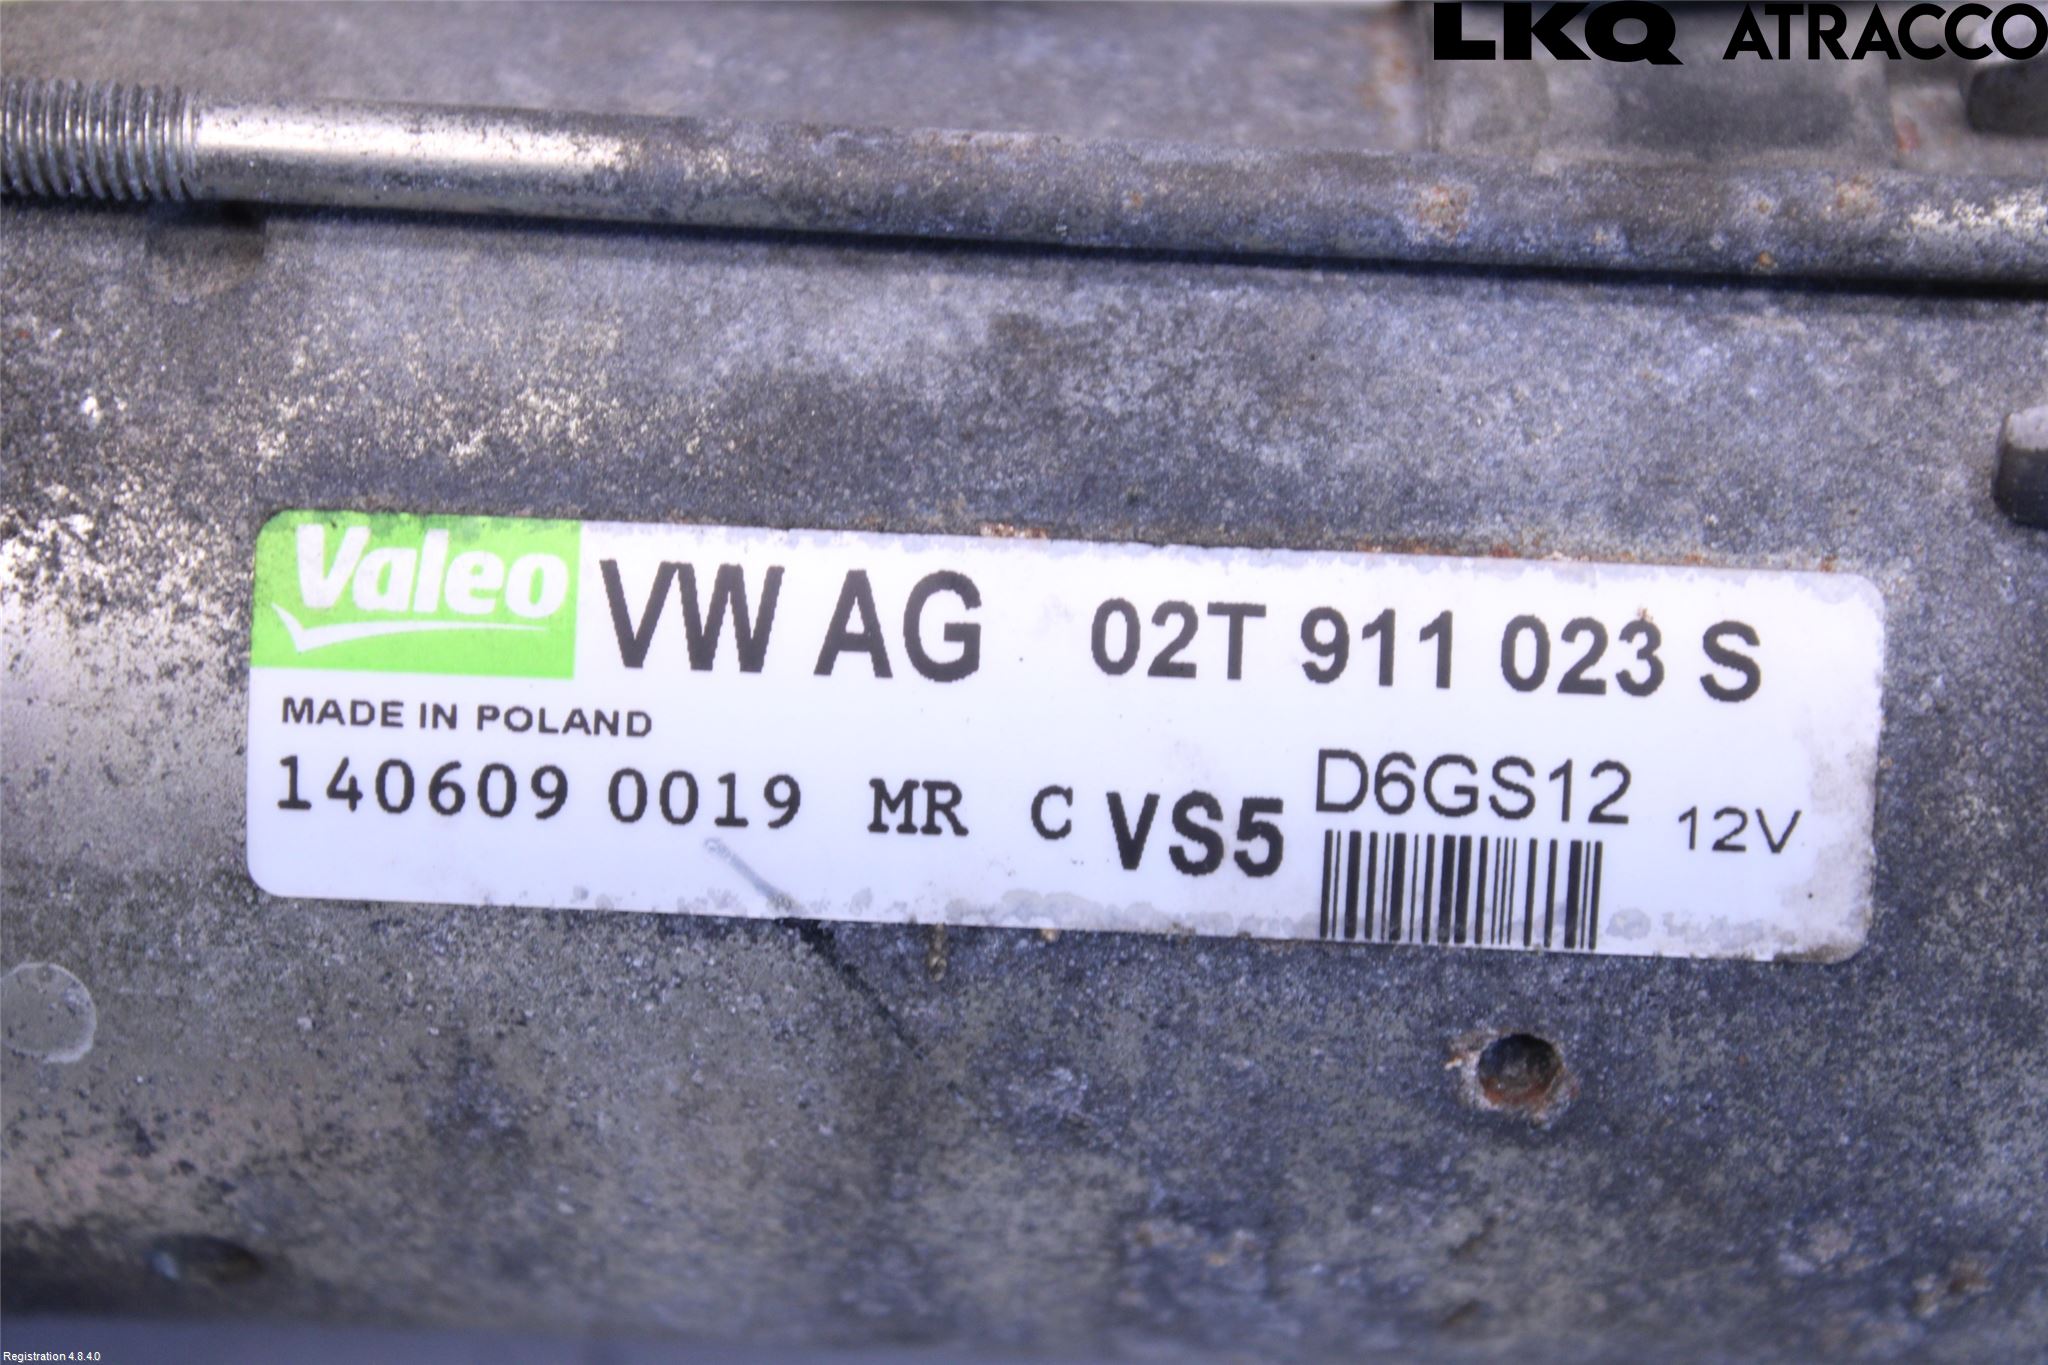 LKQ ATRACCO
Valeo VW AG 02T 911 023 S
MADE IN POLAND
140609 0019 MR C VS5 D6GS12 12V
Registration 4.8.4.0